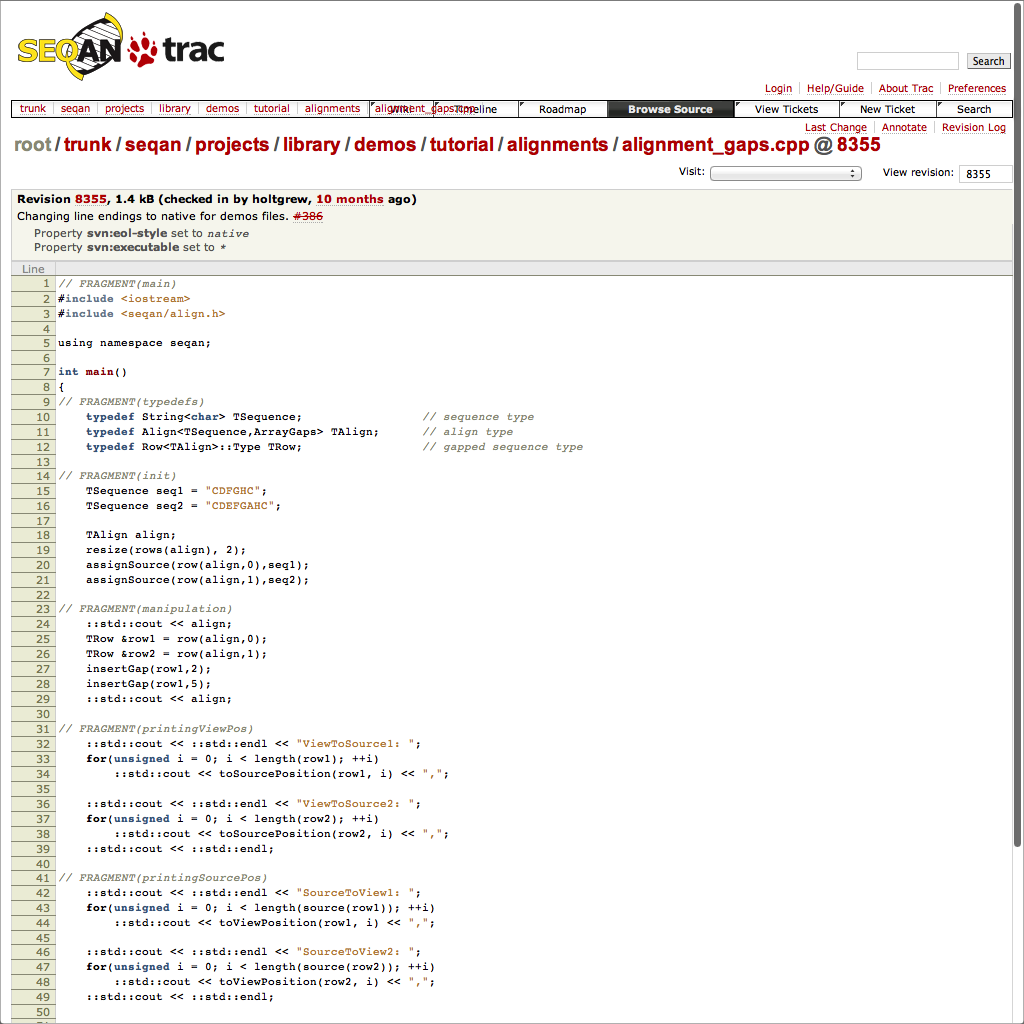 SEQAN trac
Search
Login Help/Guide About Trac Preferences
trunk seqan projects library demos tutorial alignments alignment_gaps.cpp Wiki Timeline Roadmap Browse Source View Tickets New Ticket Search
Last Change Annotate Revision Log
root/trunk/seqan/projects/library/demos/tutorial/alignments/alignment_gaps.cpp @ 8355
Visit: View revision: 8355
Revision 8355, 1.4 kB (checked in by holtgrew, 10 months ago)
Changing line endings to native for demos files. #386
Property svn:eol-style set to native
Property svn:executable set to *
Line
1 // FRAGMENT(main)
2 #include <iostream>
3 #include <seqan/align.h>
4
5 using namespace seqan;
6
7 int main()
8 {
9 // FRAGMENT(typedefs)
10 typedef String<char> TSequence; // sequence type
11 typedef Align<TSequence,ArrayGaps> TAlign; // align type
12 typedef Row<TAlign>::Type TRow; // gapped sequence type
13
14 // FRAGMENT(init)
15 TSequence seq1 = "CDFGHC";
16 TSequence seq2 = "CDEFGAHC";
17
18 TAlign align;
19 resize(rows(align), 2);
20 assignSource(row(align,0),seq1);
21 assignSource(row(align,1),seq2);
22
23 // FRAGMENT(manipulation)
24 ::std::cout << align;
25 TRow &row1 = row(align,0);
26 TRow &row2 = row(align,1);
27 insertGap(row1,2);
28 insertGap(row1,5);
29 ::std::cout << align;
30
31 // FRAGMENT(printingViewPos)
32 ::std::cout << ::std::endl << "ViewToSource1: ";
33 for(unsigned i = 0; i < length(row1); ++i)
34 ::std::cout << toSourcePosition(row1, i) << ",";
35
36 ::std::cout << ::std::endl << "ViewToSource2: ";
37 for(unsigned i = 0; i < length(row2); ++i)
38 ::std::cout << toSourcePosition(row2, i) << ",";
39 ::std::cout << ::std::endl;
40
41 // FRAGMENT(printingSourcePos)
42 ::std::cout << ::std::endl << "SourceToView1: ";
43 for(unsigned i = 0; i < length(source(row1)); ++i)
44 ::std::cout << toViewPosition(row1, i) << ",";
45
46 ::std::cout << ::std::endl << "SourceToView2: ";
47 for(unsigned i = 0; i < length(source(row2)); ++i)
48 ::std::cout << toViewPosition(row2, i) << ",";
49 ::std::cout << ::std::endl;
50